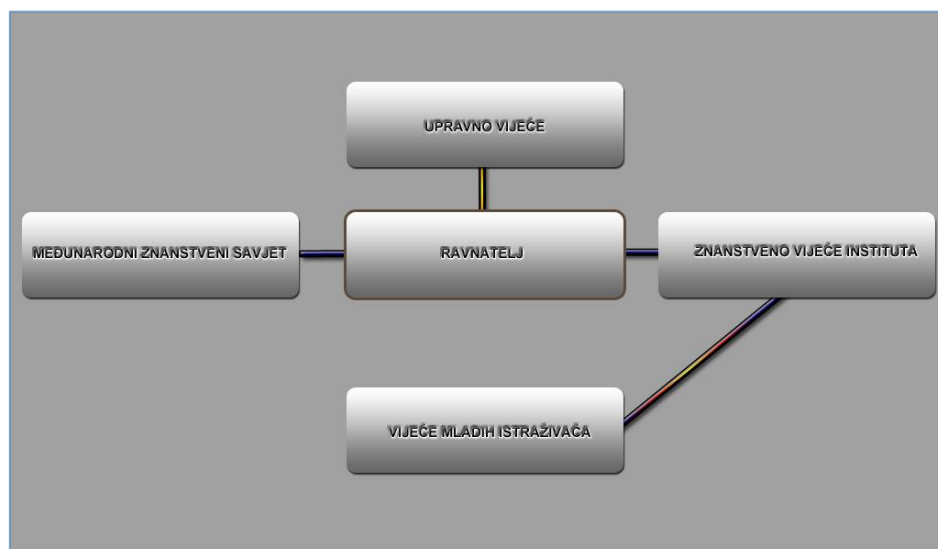 UPRAVNO VIJEĆE
MEĐUNARODNI ZNANSTVENI SAVJET
RAVNATELJ
ZNANSTVENO VIJEĆE INSTITUTA
VIJEĆE MLADIH ISTRAŽIVAČA